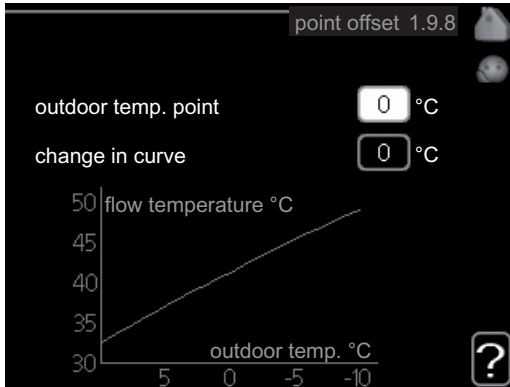 point offset 1.9.8
outdoor temp. point 0 °C
change in curve 0 °C
50 flow temperature °C
45
40
35
outdoor temp. °C
30
5 0 -5 -10
?